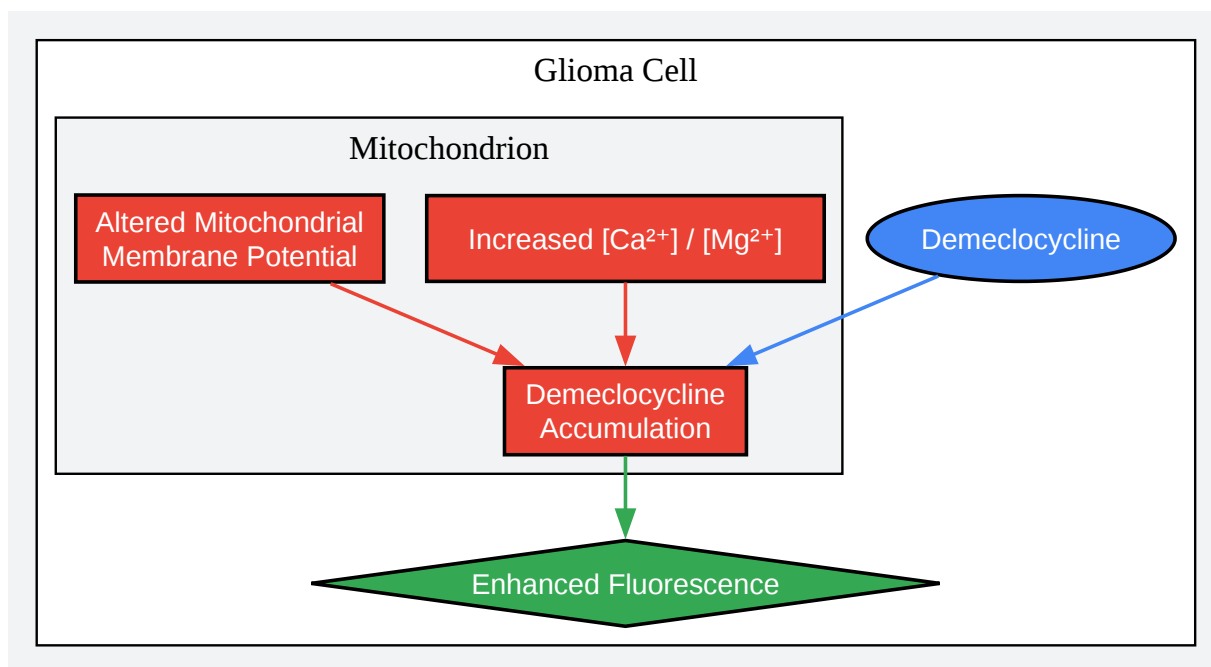 Glioma Cell
Mitochondrion
Altered Mitochondrial
Membrane Potential
Increased [Ca²⁺] / [Mg²⁺]
Demeclocycline
Demeclocycline
Accumulation
Enhanced Fluorescence